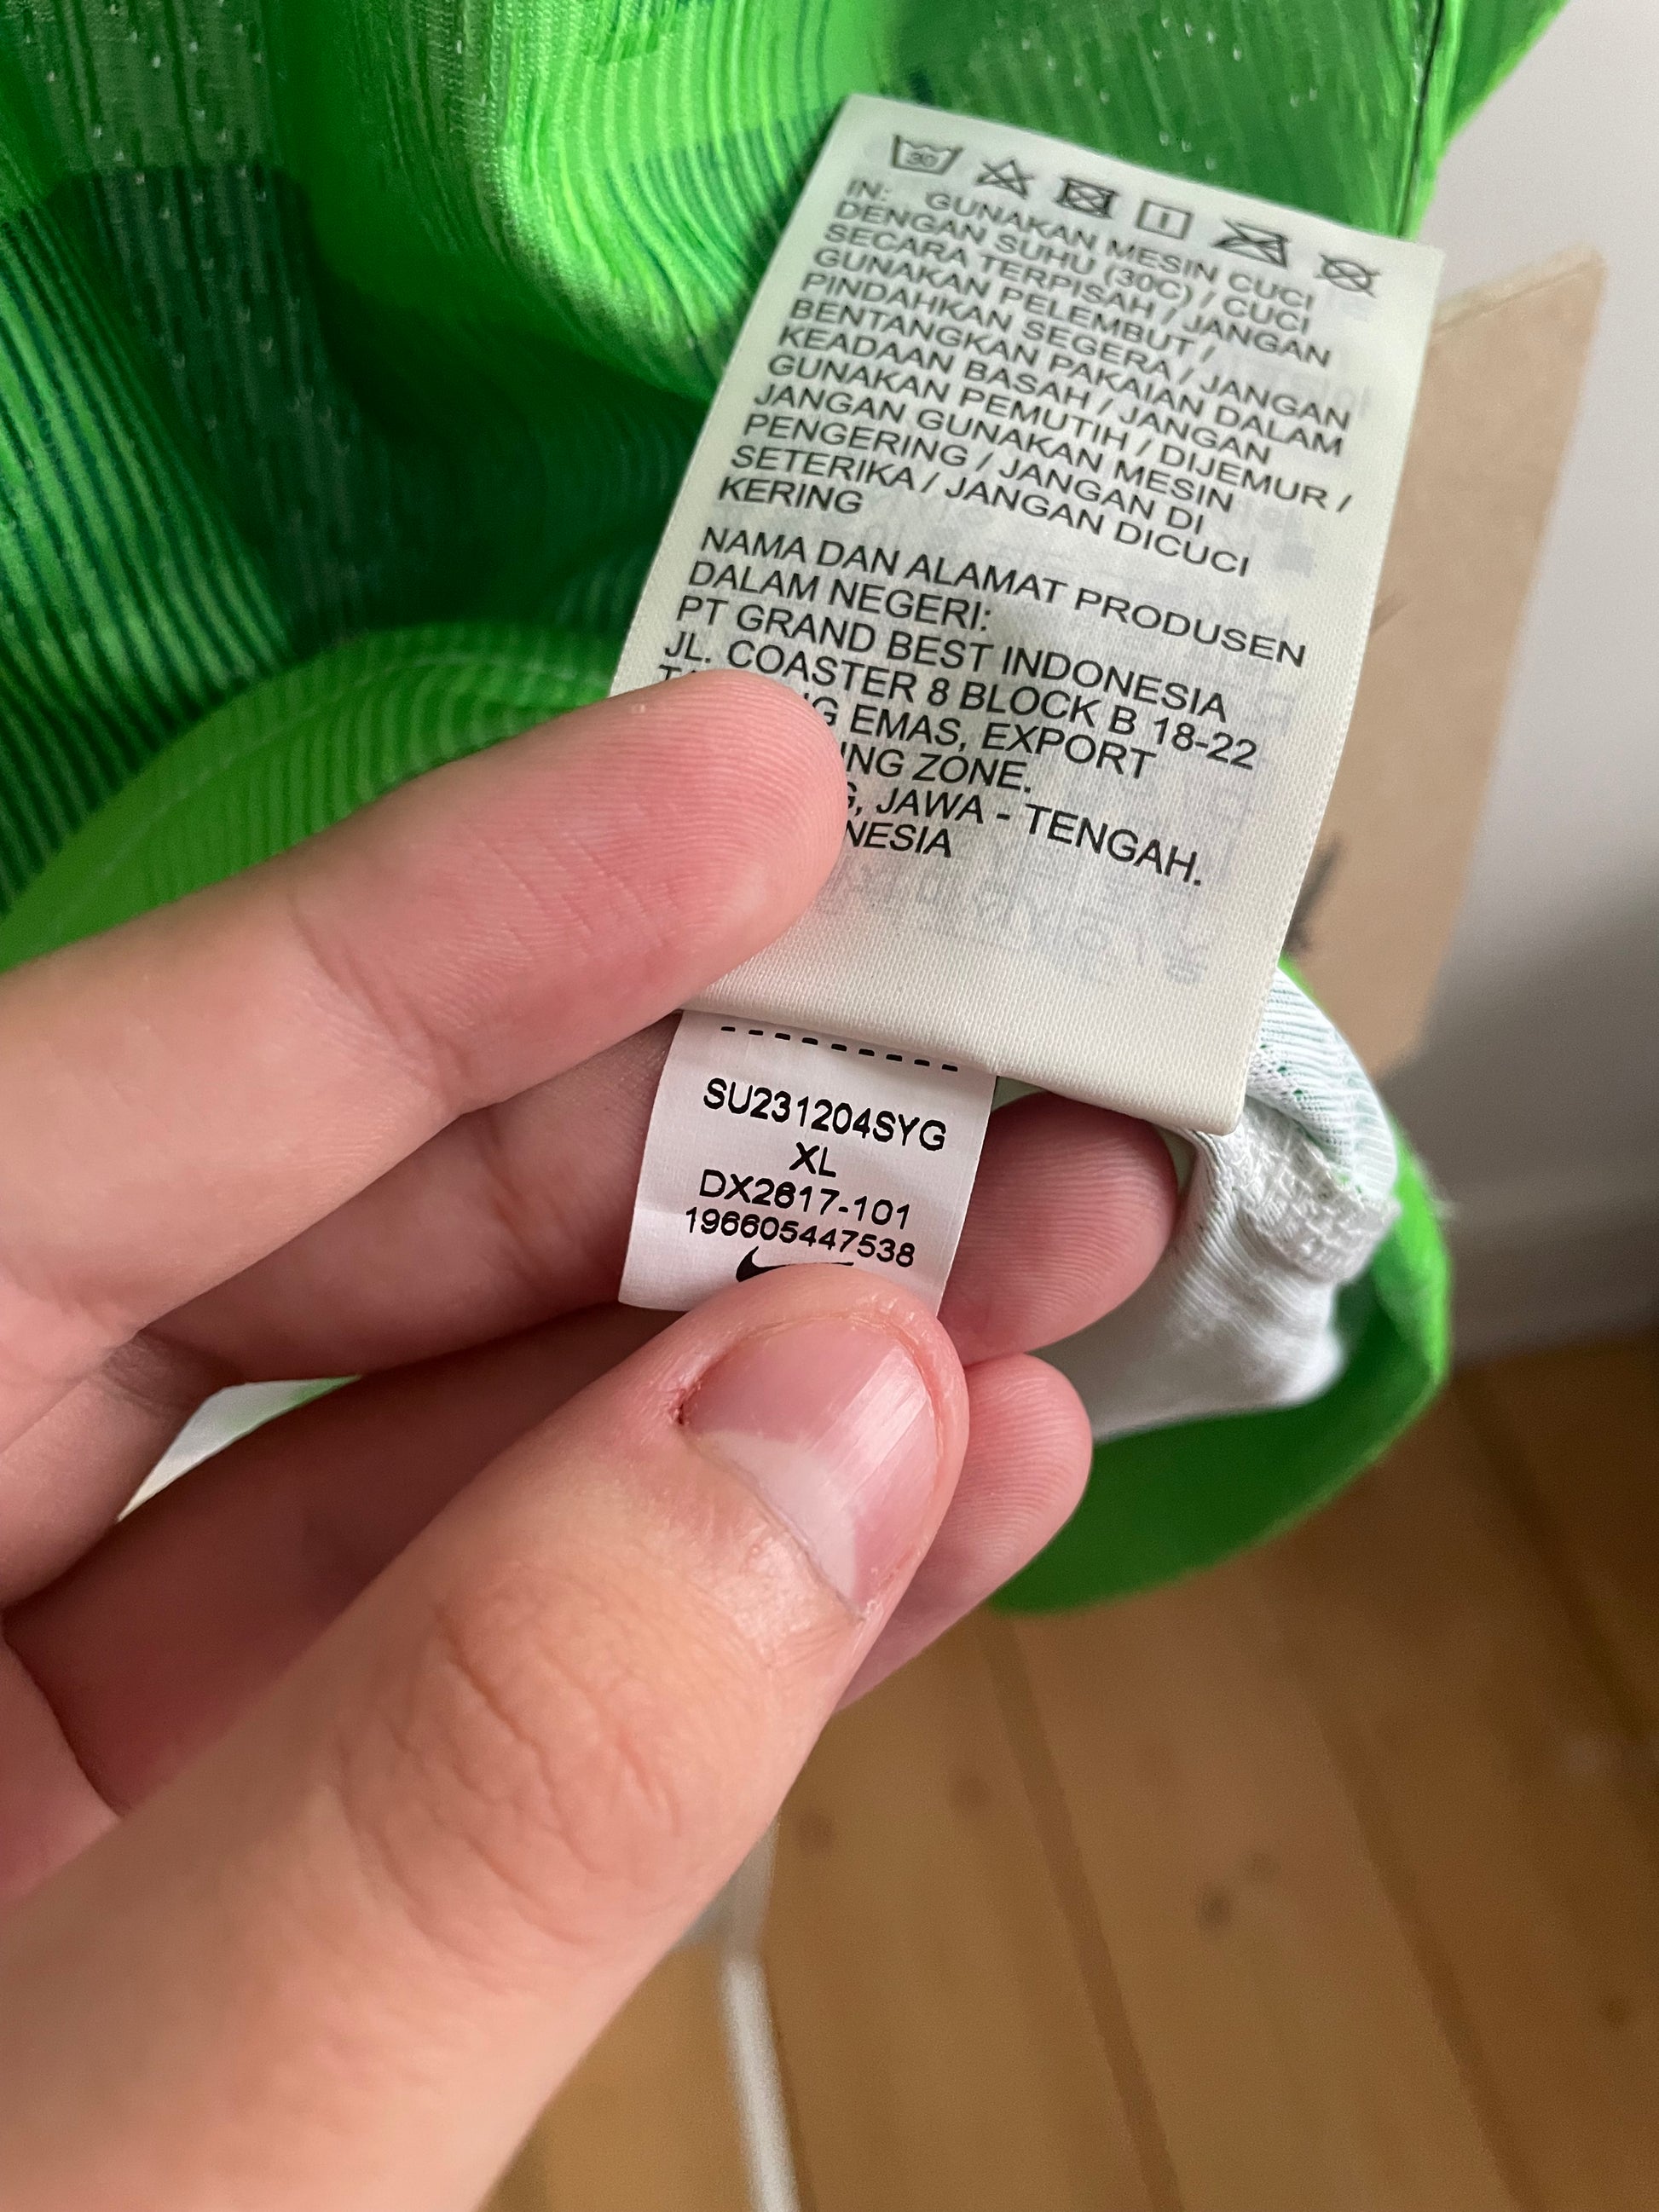 30
IN: GUNAKAN MESIN CUCI
DENGAN SUHU (30C) / CUCI
SECARA TERPISAH / JANGAN
GUNAKAN PELEMBUT /
PINDAHKAN SEGERA / JANGAN
BENTANGKAN PAKAIAN DALAM
KEADAAN BASAH / JANGAN
GUNAKAN PEMUTIH / DIJEMUR /
JANGAN GUNAKAN MESIN
PENGERING / JANGAN DI
SETERIKA / JANGAN DICUCI
KERING
NAMA DAN ALAMAT PRODUSEN
DALAM NEGERI:
PT GRAND BEST INDONESIA
JL. COASTER 8 BLOCK B 18-22
EMAS, EXPORT
ZONE.
JAWA - TENGAH.
SU231204SYG
XL
DX2617-101
196605447538